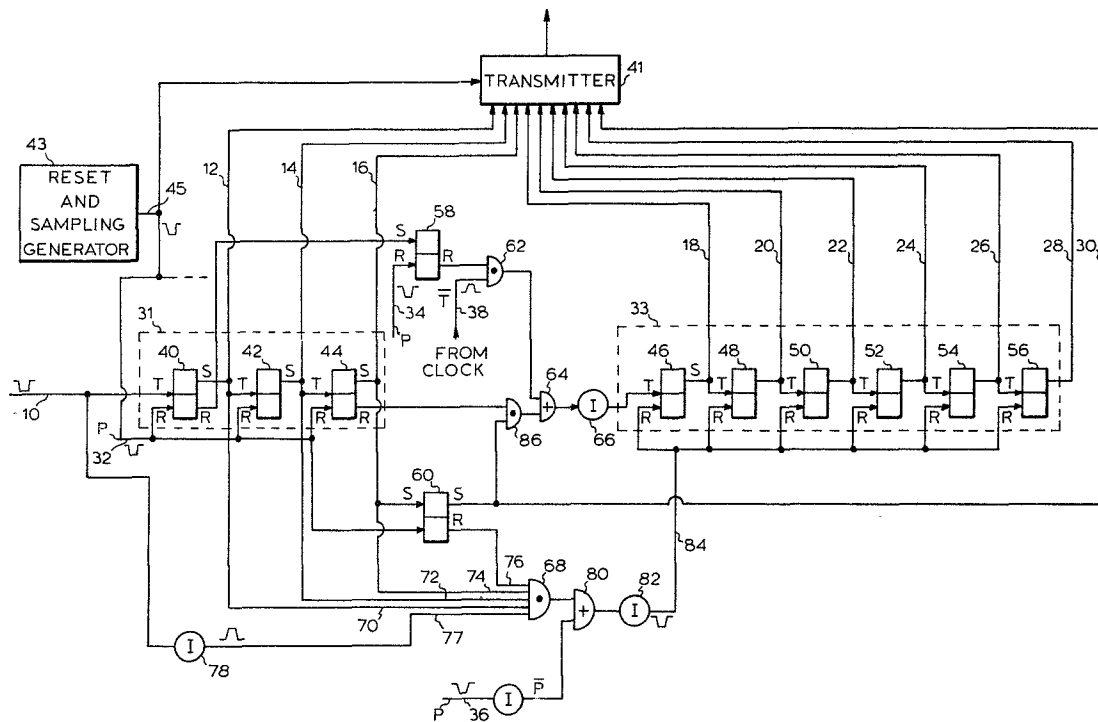 TRANSMITTER
41
43
RESET
AND
SAMPLING
GENERATOR
45
12
14
16
58
S
R
R
62
34
P
T̅
38
FROM
CLOCK
18
20
22
24
26
28
30
31
40
T
S
R
R
42
T
S
R
44
T
S
R
R
10
P
32
64
66
I
86
33
46
T
S
R
48
T
R
50
T
R
52
T
R
54
T
R
56
T
R
60
S
S
R
76
68
74
72
70
77
80
82
I
84
I
78
P
36
I
P̅